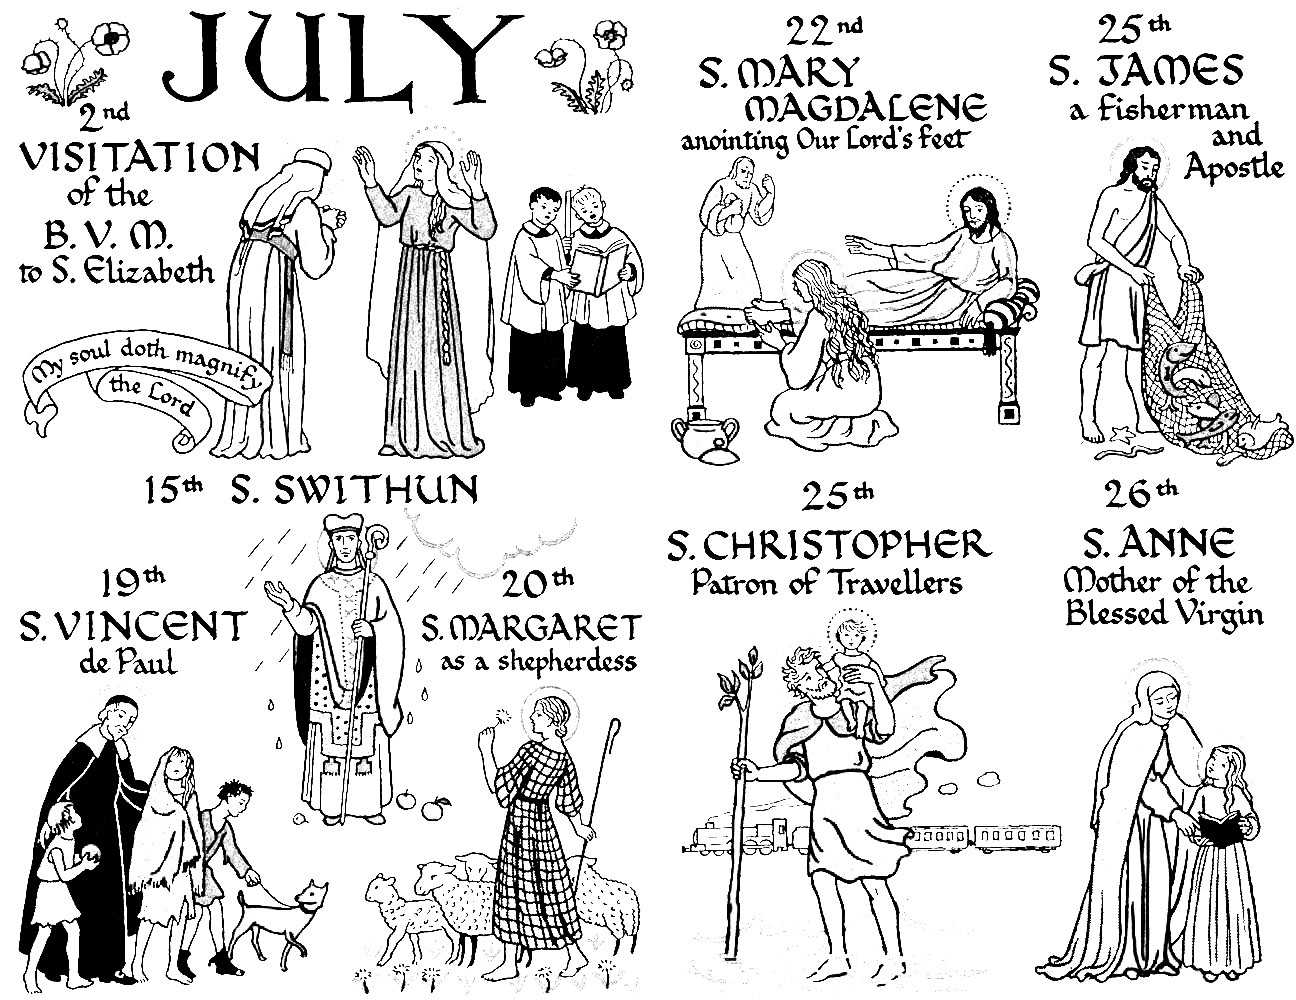 JULY
2nd
VISITATION
of the
B. V. M.
to S. Elizabeth
My soul doth magnify
the Lord
15th S. SWITHUN
19th
S. VINCENT
de Paul
20th
S. MARGARET
as a shepherdess
22nd
S. MARY
MAGDALENE
anointing Our Lord's feet
25th
S. JAMES
a fisherman
and
Apostle
25th
S. CHRISTOPHER
Patron of Travellers
26th
S. ANNE
Mother of the
Blessed Virgin